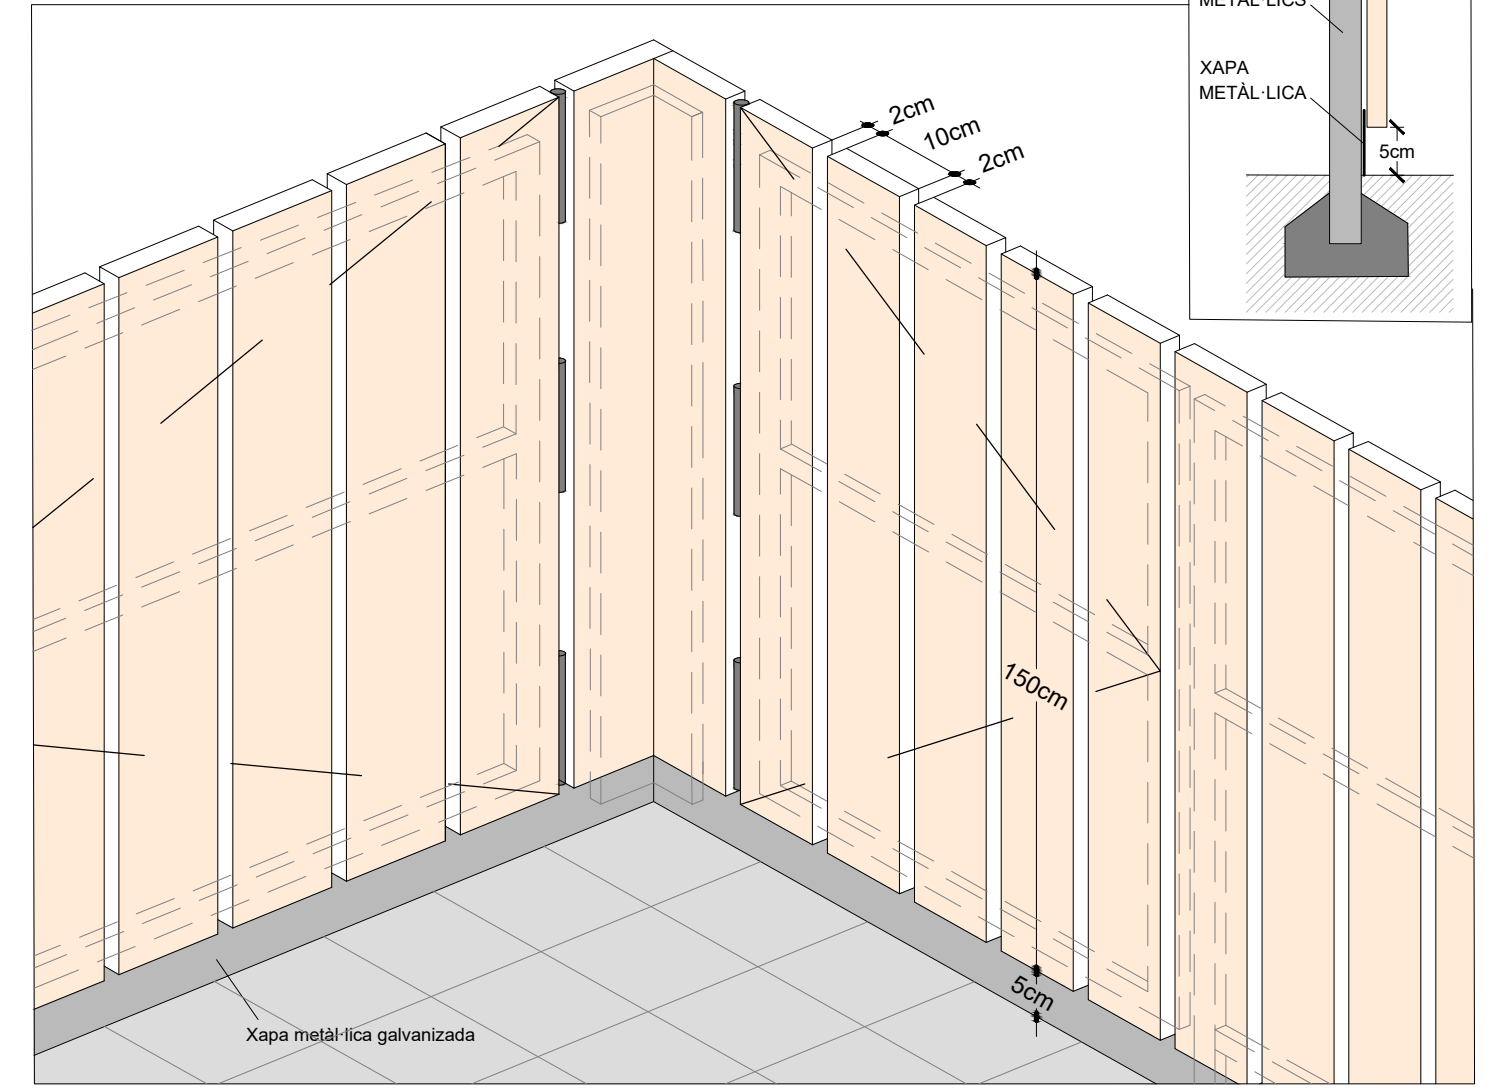 METÀL·LICS
XAPA
METÀL·LICA
5cm
2cm
10cm
2cm
150cm
5cm
Xapa metàl·lica galvanizada